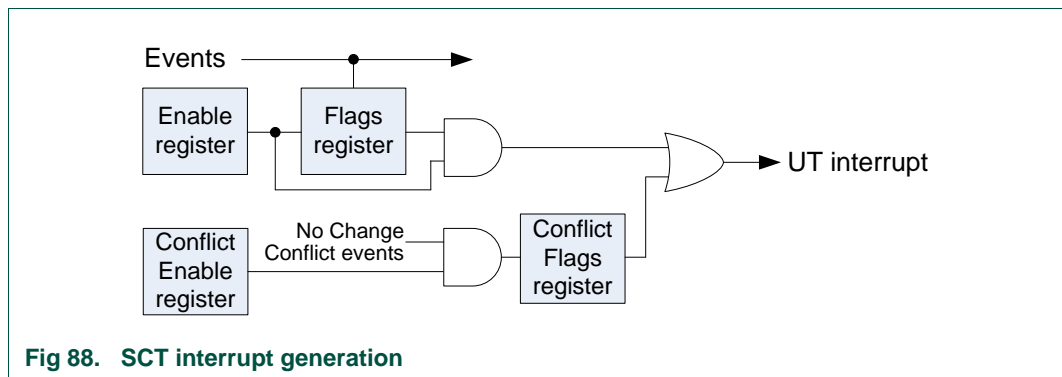 Events
Enable
register
Flags
register
UT interrupt
No Change
Conflict events
Conflict
Enable
register
Conflict
Flags
register
Fig 88. SCT interrupt generation